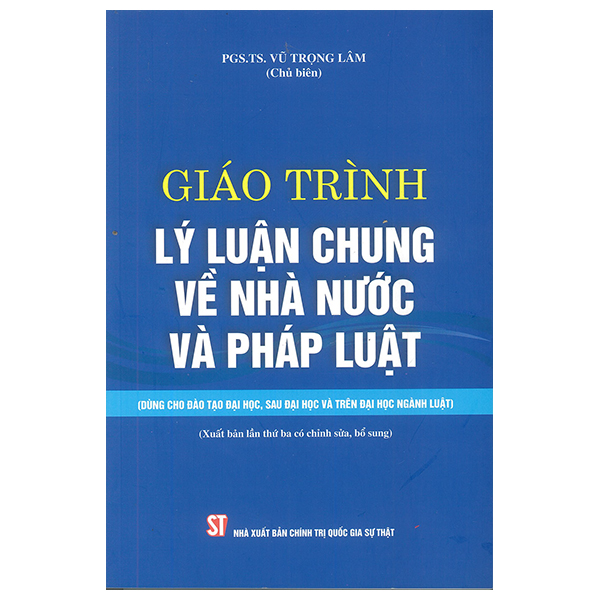 PGS.TS. VŨ TRỌNG LÂM
(Chủ biên)
GIÁO TRÌNH
LÝ LUẬN CHUNG
VỀ NHÀ NƯỚC
VÀ PHÁP LUẬT
(DÙNG CHO ĐÀO TẠO ĐẠI HỌC, SAU ĐẠI HỌC VÀ TRÊN ĐẠI HỌC NGÀNH LUẬT)
(Xuất bản lần thứ ba có chỉnh sửa, bổ sung)
ST NHÀ XUẤT BẢN CHÍNH TRỊ QUỐC GIA SỰ THẬT